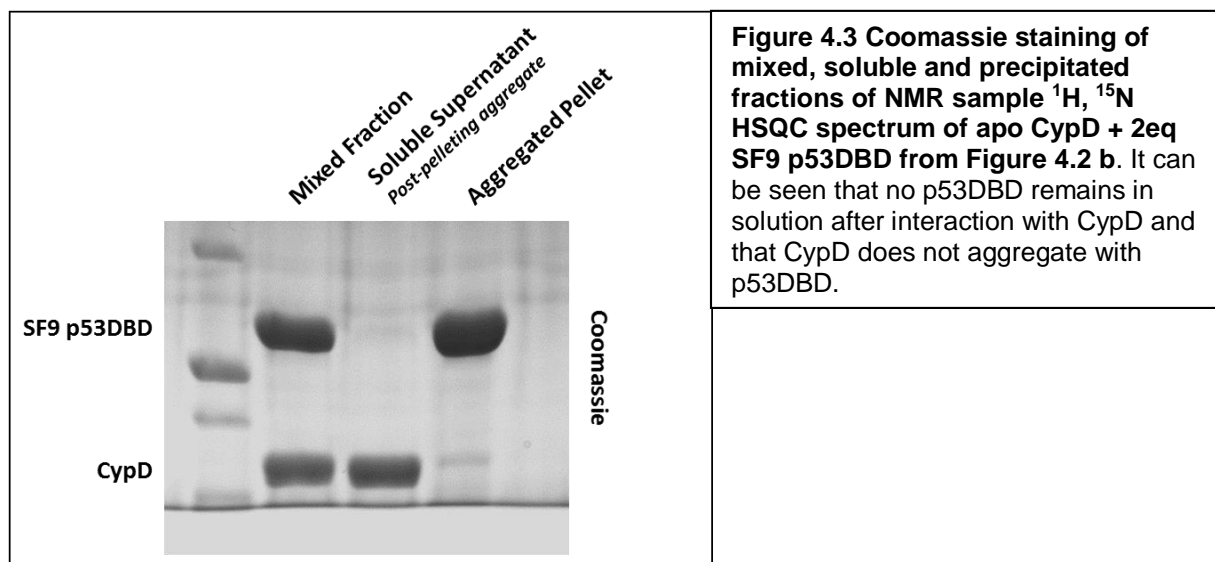 Mixed Fraction
Soluble Supernatant
Post-pelleting aggregate
Aggregated Pellet
SF9 p53DBD
CypD
Coomassie
Figure 4.3 Coomassie staining of
mixed, soluble and precipitated
fractions of NMR sample ¹H, ¹⁵N
HSQC spectrum of apo CypD + 2eq
SF9 p53DBD from Figure 4.2 b. It can
be seen that no p53DBD remains in
solution after interaction with CypD and
that CypD does not aggregate with
p53DBD.